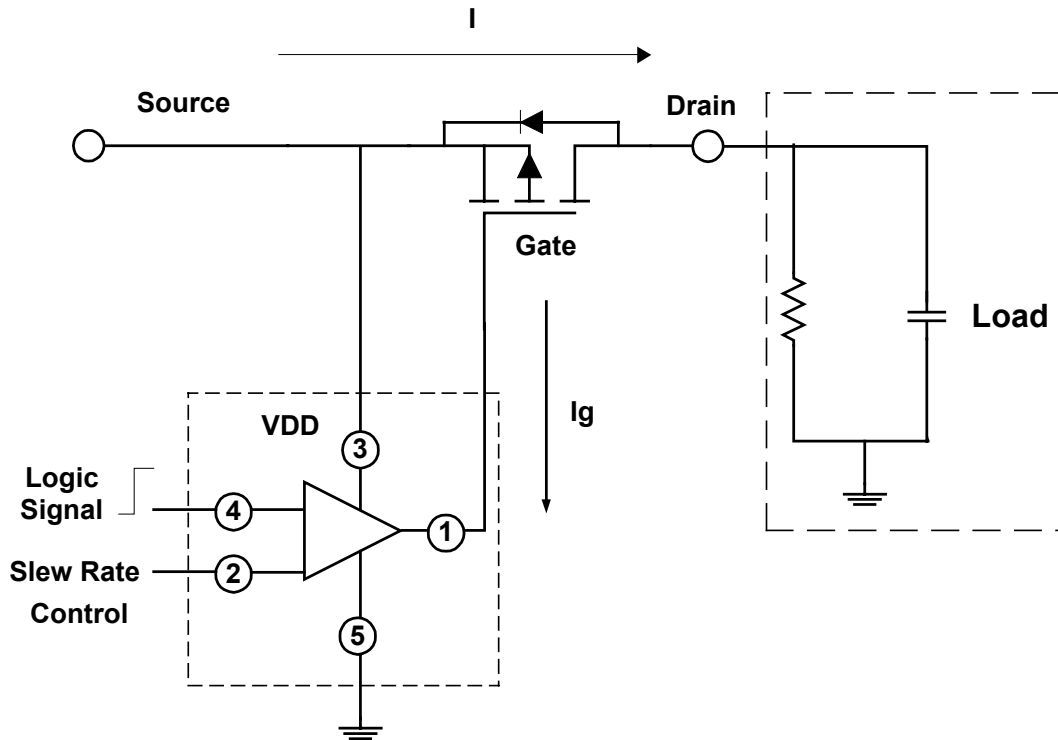 I
Source
Drain
Gate
Load
Ig
VDD
3
Logic
Signal
4
1
Slew Rate
Control
2
5